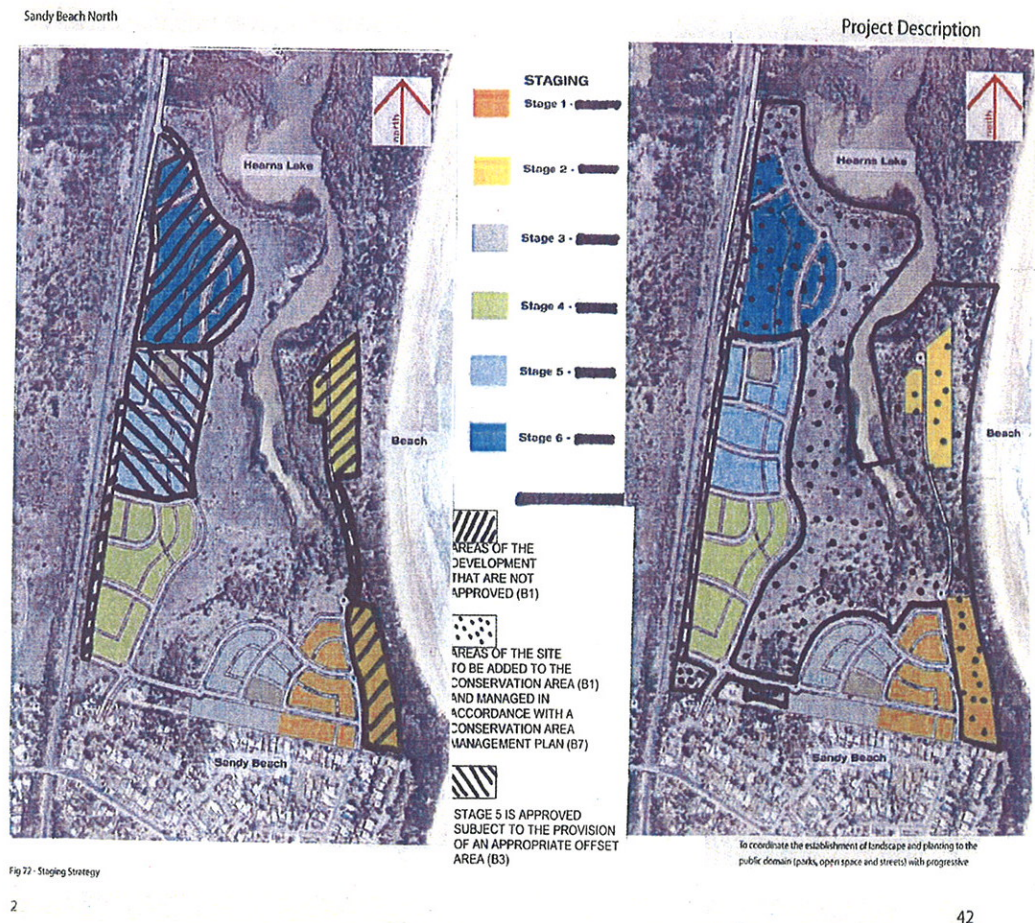 Sandy Beach North
Project Description
north
Hearns Lake
Beach
Sandy Beach
STAGING
Stage 1 -
Stage 2 -
Stage 3 -
Stage 4 -
Stage 5 -
Stage 6 -
AREAS OF THE
DEVELOPMENT
THAT ARE NOT
APPROVED (B1)
AREAS OF THE SITE
TO BE ADDED TO THE
CONSERVATION AREA (B1)
AND MANAGED IN
ACCORDANCE WITH A
CONSERVATION AREA
MANAGEMENT PLAN (B7)
STAGE 5 IS APPROVED
SUBJECT TO THE PROVISION
OF AN APPROPRIATE OFFSET
AREA (B3)
north
Hearns Lake
Beach
Sandy Beach
To coordinate the establishment of landscape and planting to the
public domain (parks, open space and streets) with progressive
Fig 22 - Staging Strategy
2
42